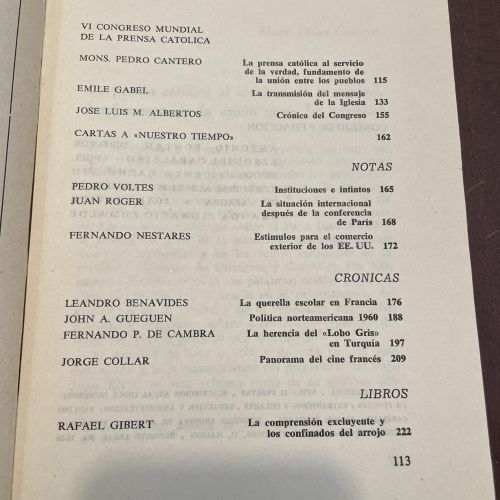 VI CONGRESO MUNDIAL
DE LA PRENSA CATOLICA
MONS. PEDRO CANTERO La prensa católica al servicio
de la verdad, fundamento de
la unión entre los pueblos 115
EMILE GABEL La transmisión del mensaje
de la Iglesia 133
JOSE LUIS M. ALBERTOS Crónica del Congreso 155
CARTAS A «NUESTRO TIEMPO» 162
NOTAS
PEDRO VOLTES Instituciones e intintos 165
JUAN ROGER La situación internacional
después de la conferencia
de París 168
FERNANDO NESTARES Estímulos para el comercio
exterior de los EE. UU. 172
CRONICAS
LEANDRO BENAVIDES La querella escolar en Francia 176
JOHN A. GUEGUEN Política norteamericana 1960 188
FERNANDO P. DE CAMBRA La herencia del «Lobo Gris»
en Turquía 197
JORGE COLLAR Panorama del cine francés 209
LIBROS
RAFAEL GIBERT La comprensión excluyente y
los confinados del arrojo 222
113